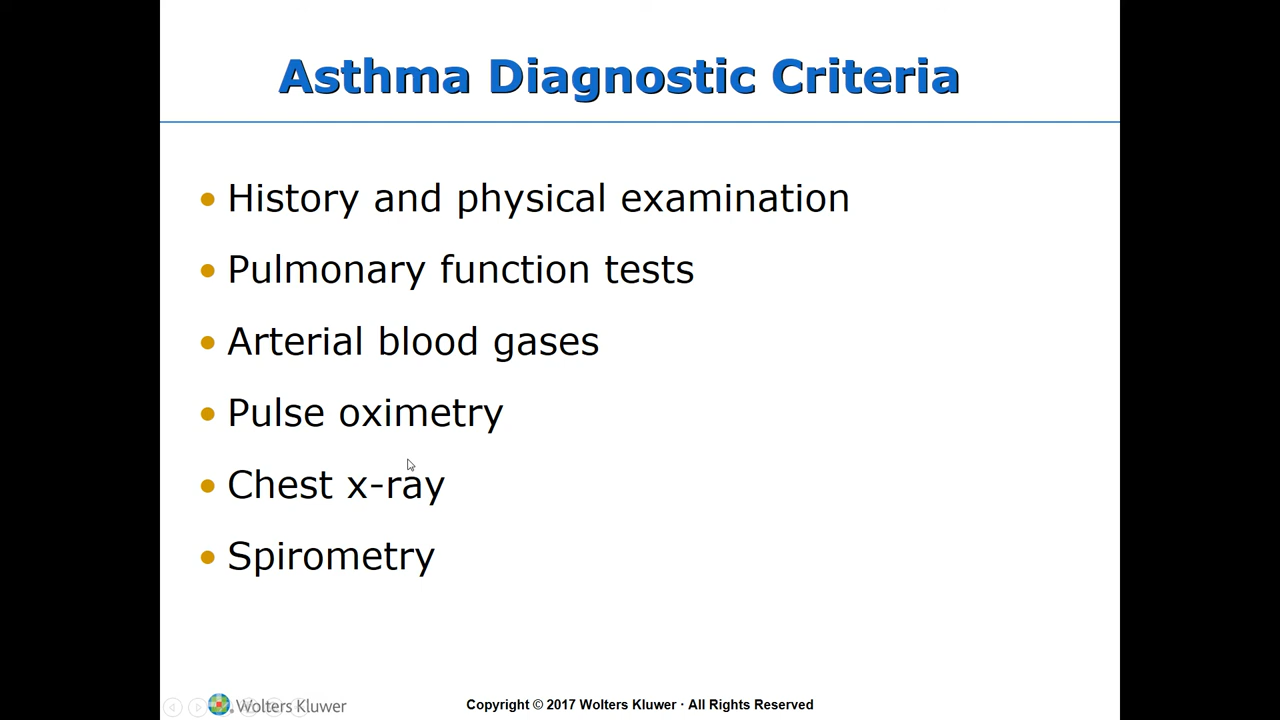 Asthma Diagnostic Criteria
History and physical examination
Pulmonary function tests
Arterial blood gases
Pulse oximetry
Chest x-ray
Spirometry
Wolters Kluwer
Copyright © 2017 Wolters Kluwer · All Rights Reserved